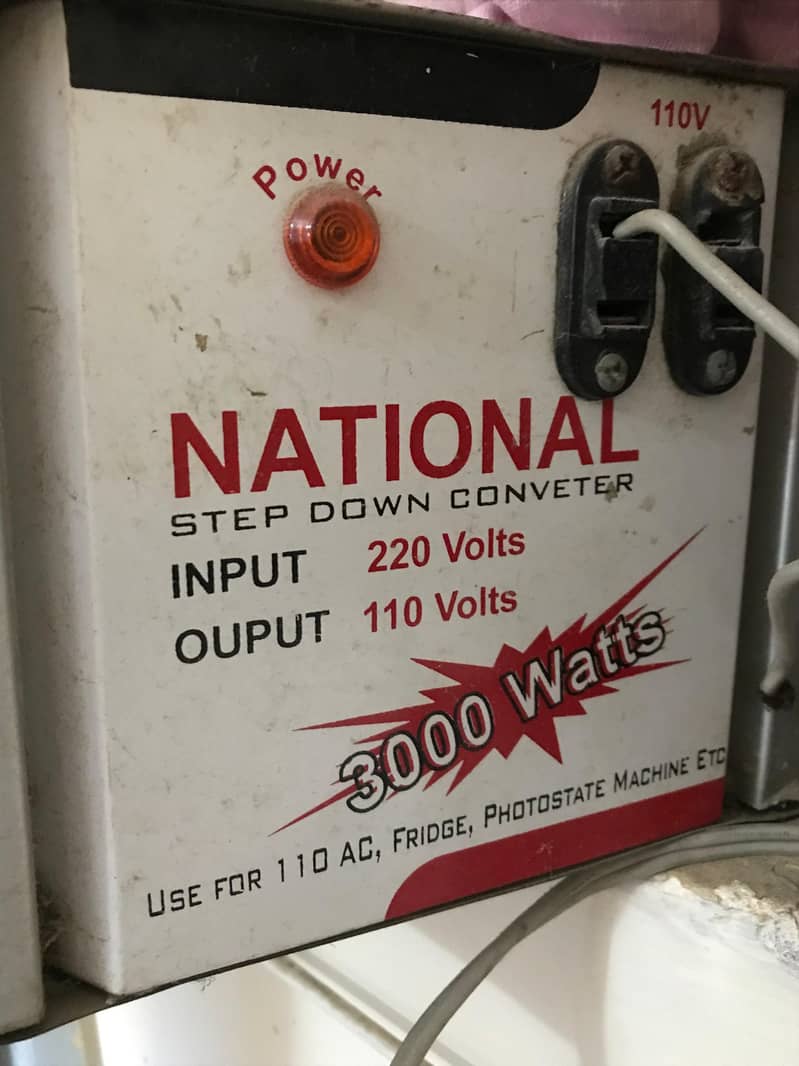 110V
Power
NATIONAL
STEP DOWN CONVETER
INPUT 220 Volts
OUPUT 110 Volts
3000 Watts
USE FOR 110 AC, FRIDGE, PHOTOSTATE MACHINE ETC